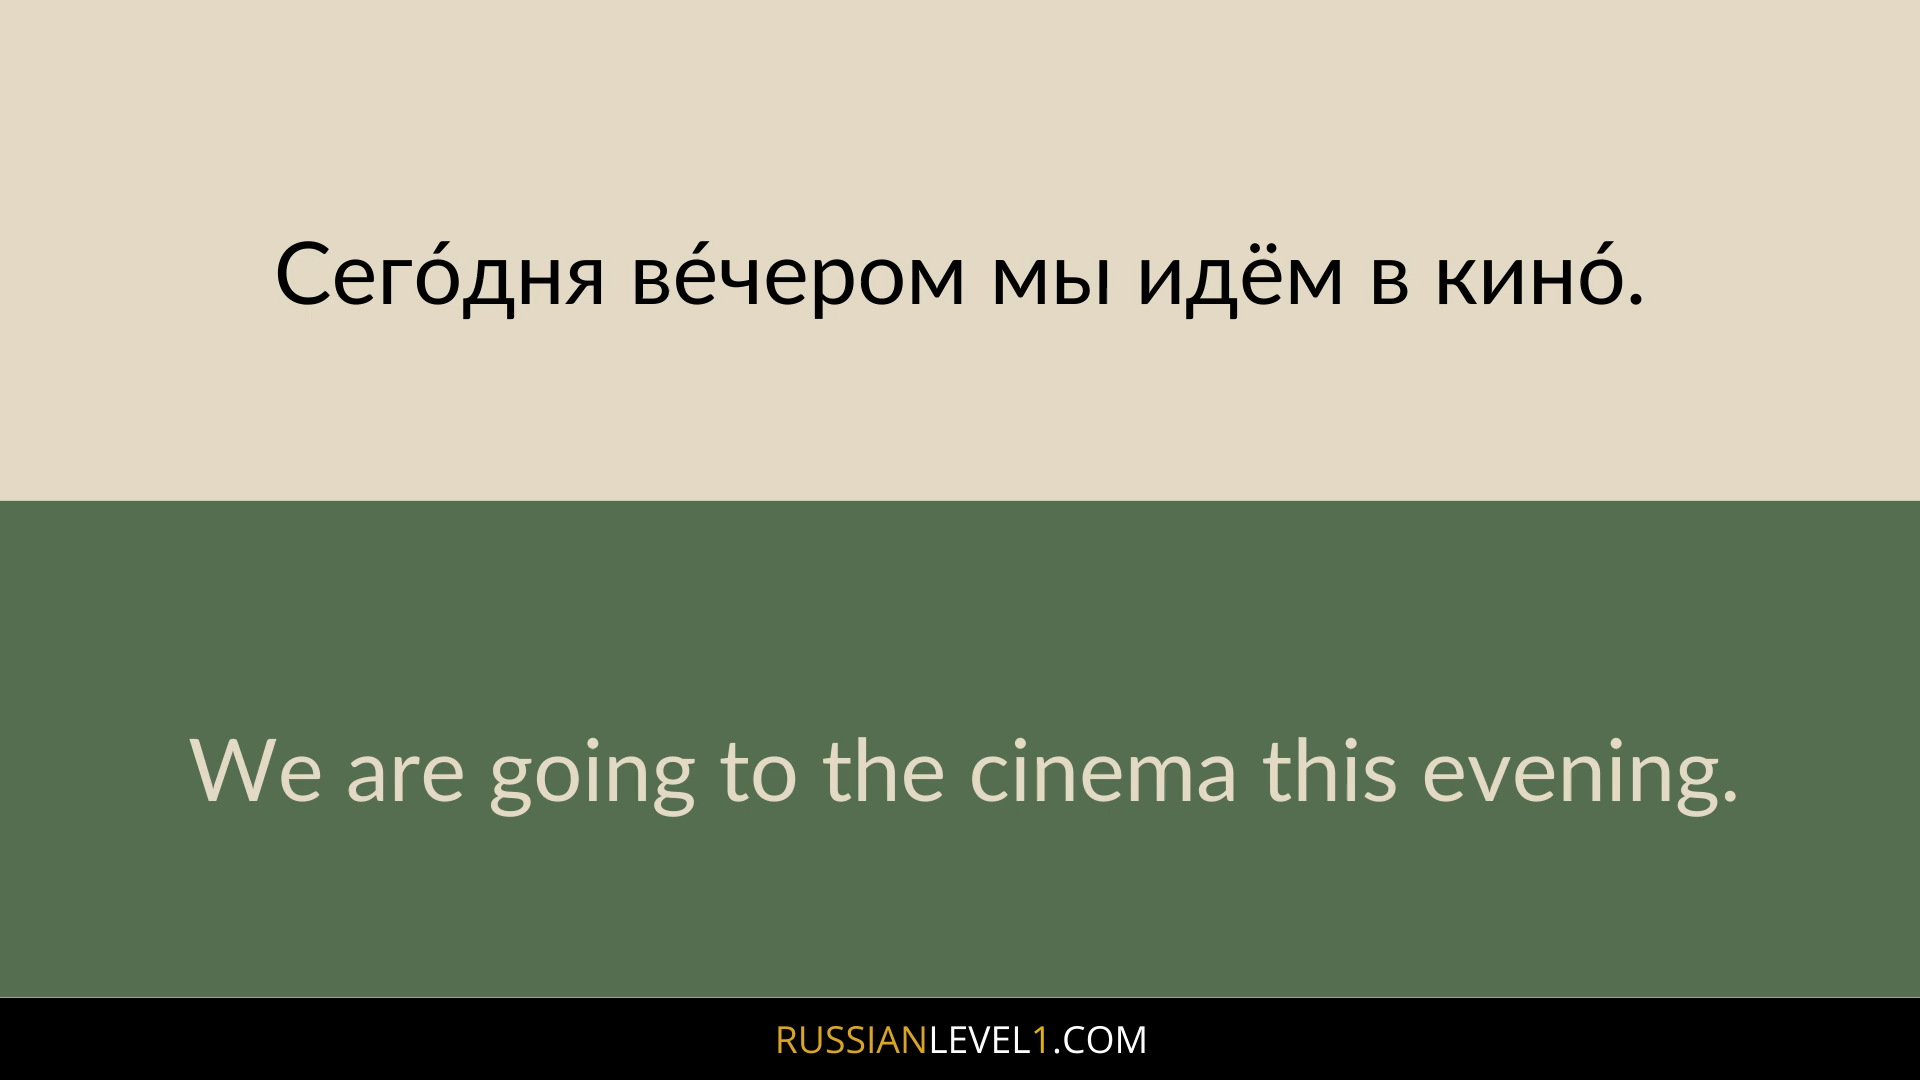 Сего́дня ве́чером мы идём в кино́.
We are going to the cinema this evening.
RUSSIANLEVEL1.COM